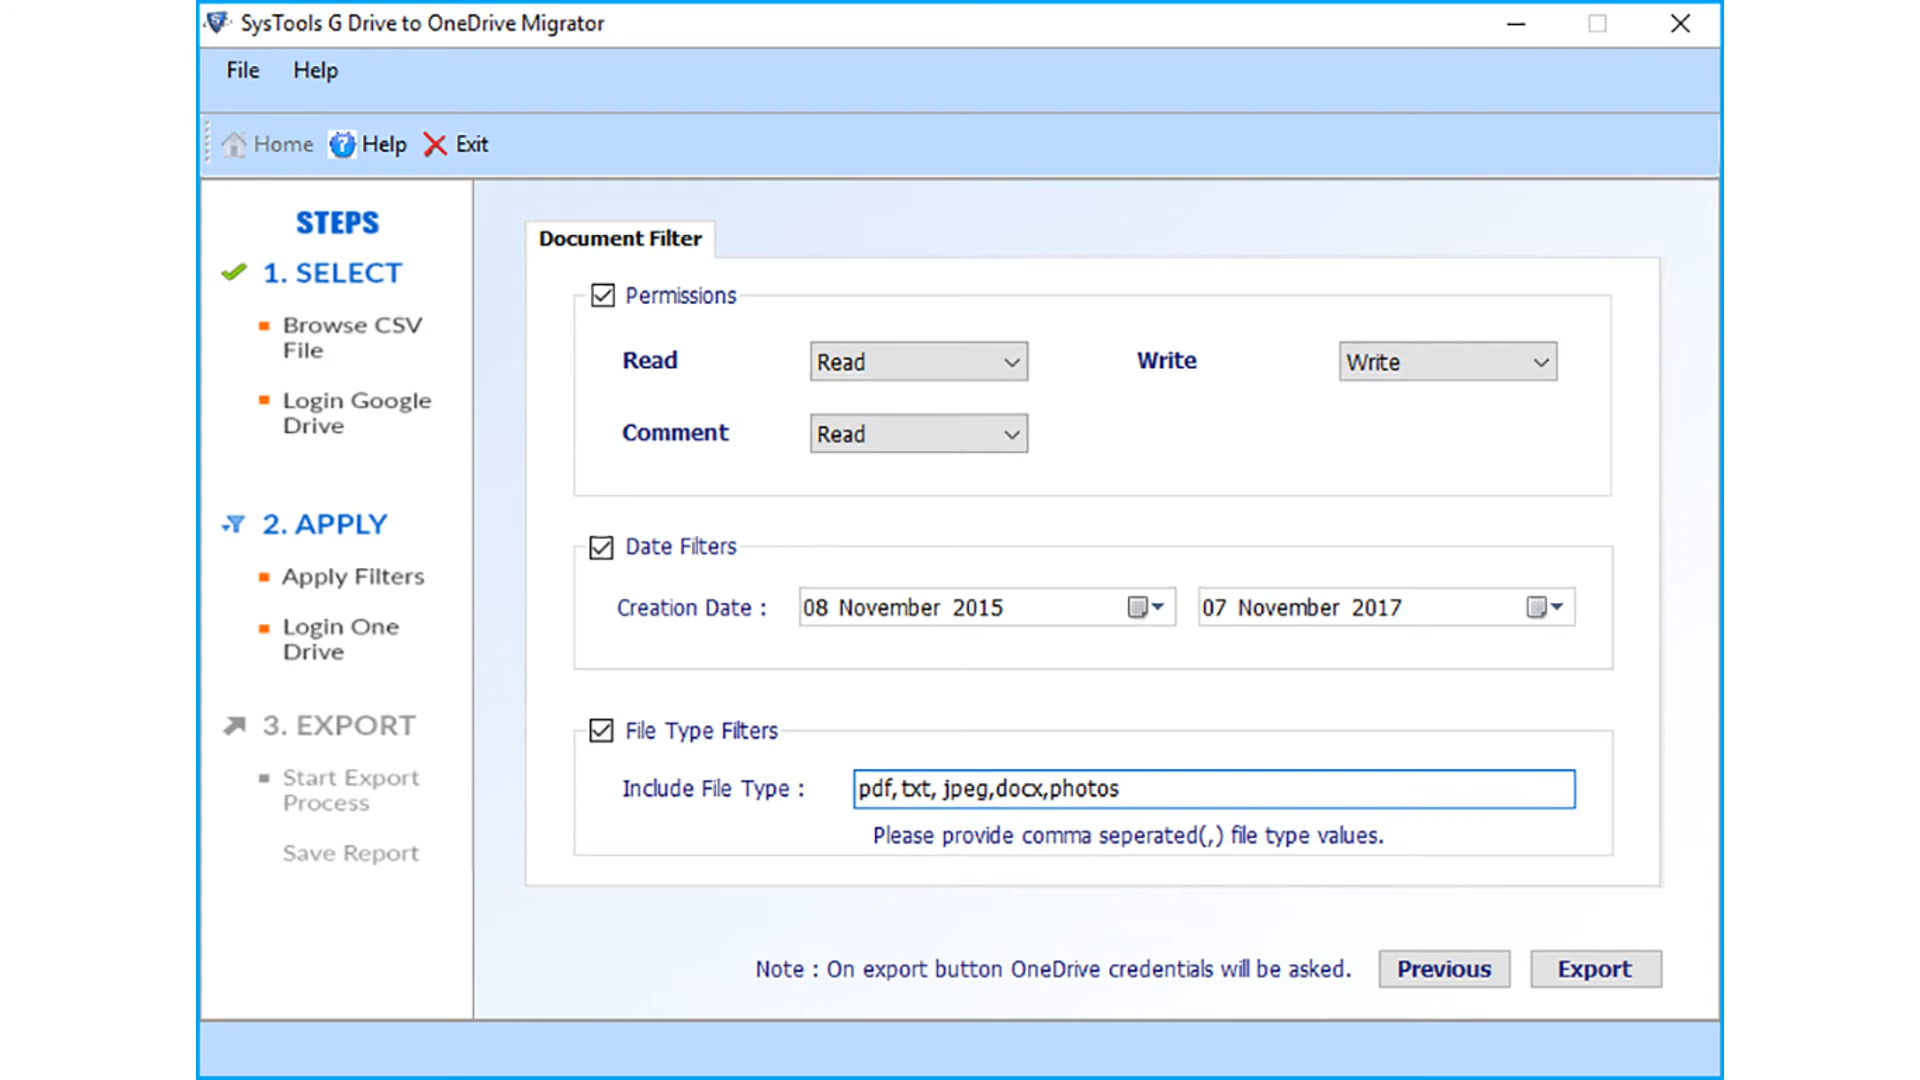 SysTools G Drive to OneDrive Migrator
File Help
Home Help Exit
STEPS
1. SELECT
Browse CSV
File
Login Google
Drive
2. APPLY
Apply Filters
Login One
Drive
3. EXPORT
Start Export
Process
Save Report
Document Filter
Permissions
Read Read Write Write
Comment Read
Date Filters
Creation Date : 08 November 2015 07 November 2017
File Type Filters
Include File Type : pdf, txt, jpeg,docx,photos
Please provide comma seperated(,) file type values.
Note : On export button OneDrive credentials will be asked. Previous Export